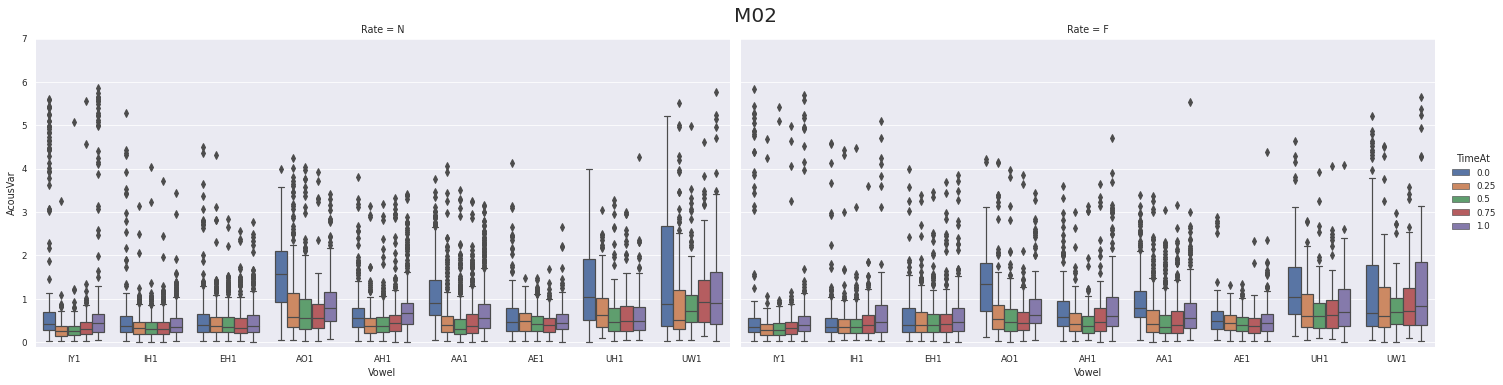 M02
Rate = N
Rate = F
7
6
5
4
3
2
1
0
AcousVar
IY1 IH1 EH1 AO1 AH1 AA1 AE1 UH1 UW1
Vowel
IY1 IH1 EH1 AO1 AH1 AA1 AE1 UH1 UW1
Vowel
TimeAt
0.0
0.25
0.5
0.75
1.0